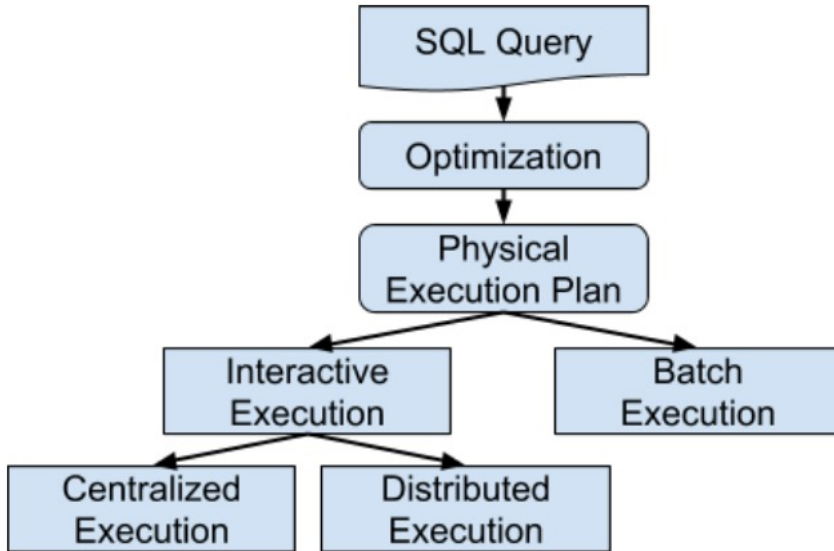 SQL Query
Optimization
Physical
Execution Plan
Interactive
Execution
Batch
Execution
Centralized
Execution
Distributed
Execution